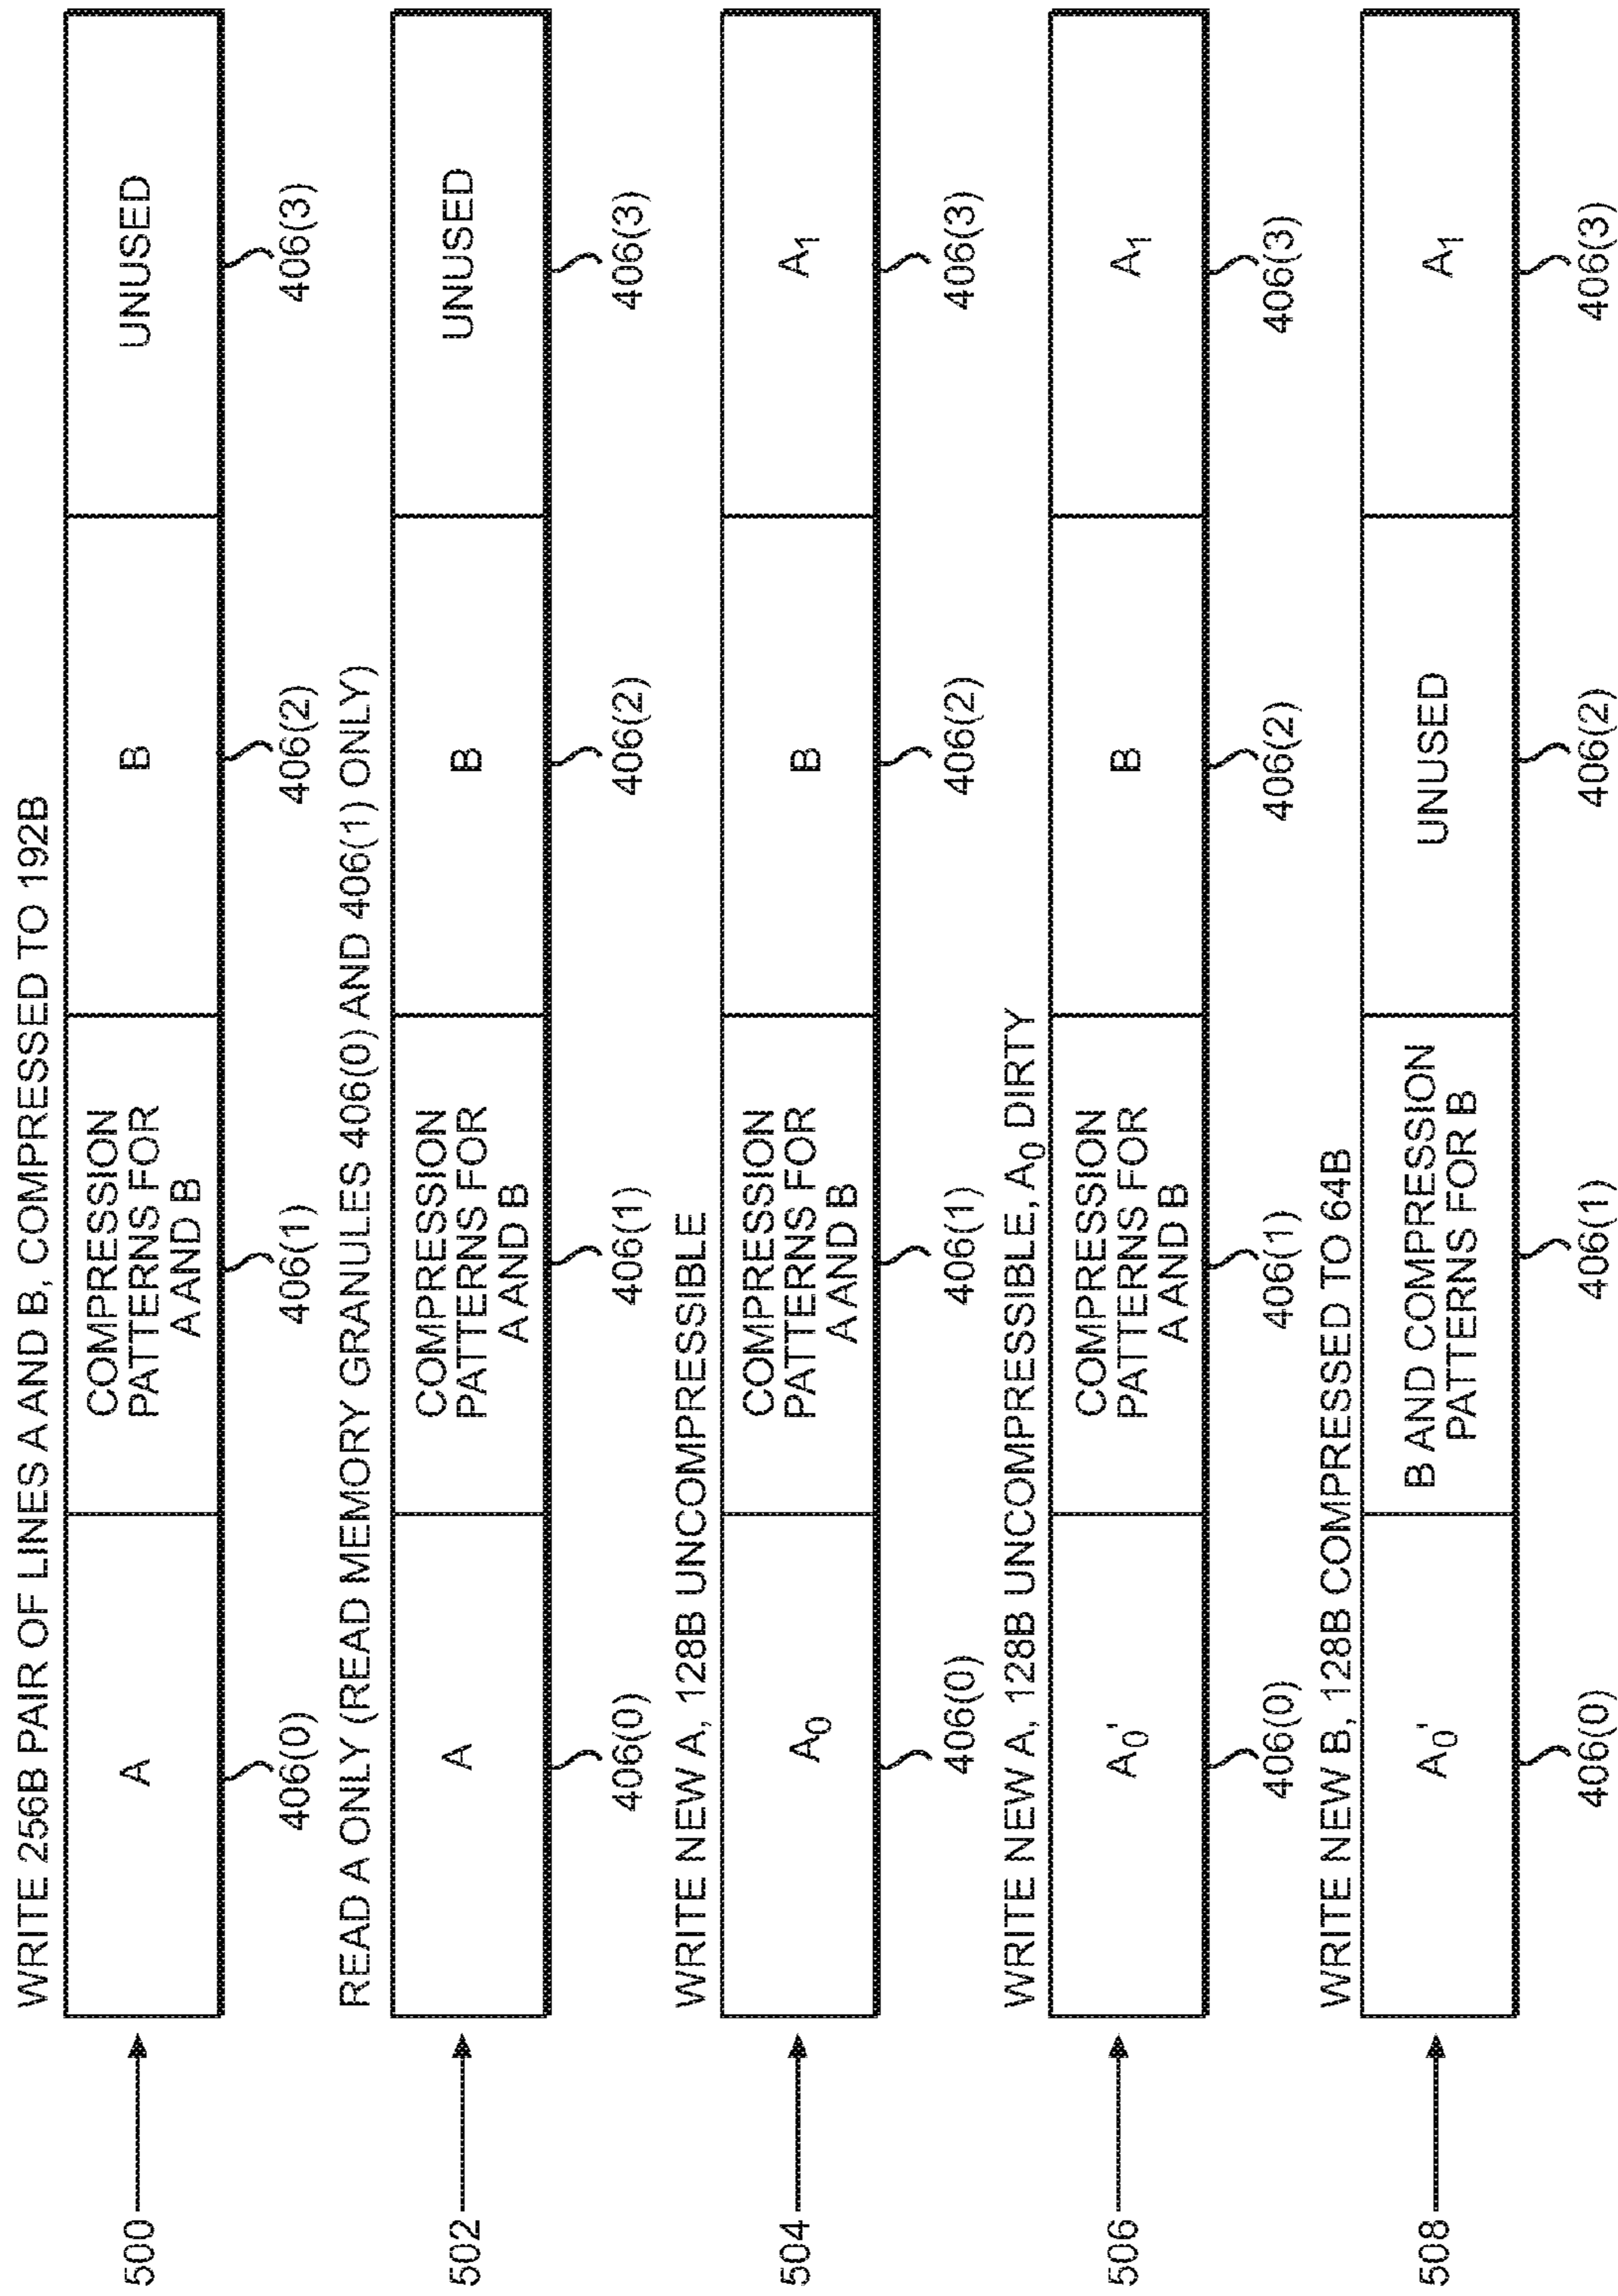 WRITE 256B PAIR OF LINES A AND B, COMPRESSED TO 192B
500
A
COMPRESSION
PATTERNS FOR
A AND B
B
UNUSED
406(0)
406(1)
406(2)
406(3)
READ A ONLY (READ MEMORY GRANULES 406(0) AND 406(1) ONLY)
502
A
COMPRESSION
PATTERNS FOR
A AND B
B
UNUSED
406(0)
406(1)
406(2)
406(3)
WRITE NEW A, 128B UNCOMPRESSIBLE
504
A₀
COMPRESSION
PATTERNS FOR
A AND B
B
A₁
406(0)
406(1)
406(2)
406(3)
WRITE NEW A, 128B UNCOMPRESSIBLE, A₀ DIRTY
506
A₀'
COMPRESSION
PATTERNS FOR
A AND B
B
A₁
406(0)
406(1)
406(2)
406(3)
WRITE NEW B, 128B COMPRESSED TO 64B
508
A₀'
B AND COMPRESSION
PATTERNS FOR B
UNUSED
A₁
406(0)
406(1)
406(2)
406(3)